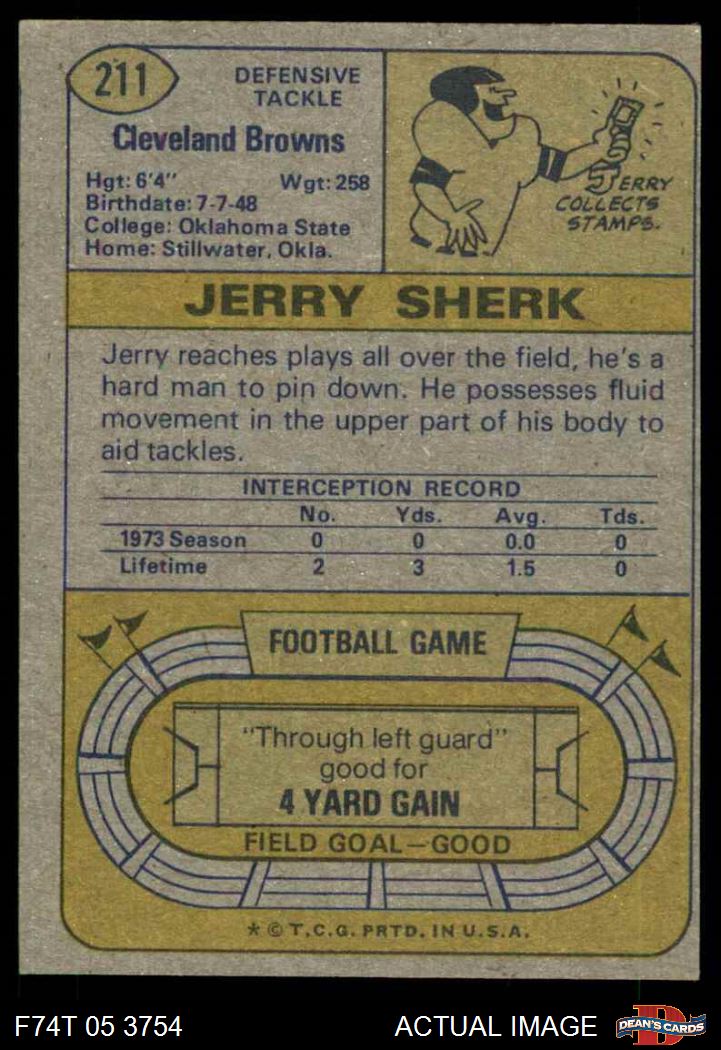 211
DEFENSIVE
TACKLE
Cleveland Browns
Hgt: 6'4" Wgt: 258
Birthdate: 7-7-48
College: Oklahoma State
Home: Stillwater, Okla.
JERRY
COLLECTS
STAMPS.
JERRY SHERK
Jerry reaches plays all over the field, he's a
hard man to pin down. He possesses fluid
movement in the upper part of his body to
aid tackles.
INTERCEPTION RECORD
No. Yds. Avg. Tds.
1973 Season 0 0 0.0 0
Lifetime 2 3 1.5 0
FOOTBALL GAME
"Through left guard"
good for
4 YARD GAIN
FIELD GOAL—GOOD
* © T.C.G. PRTD. IN U.S.A.
F74T 05 3754 ACTUAL IMAGE D DEAN'S CARDS